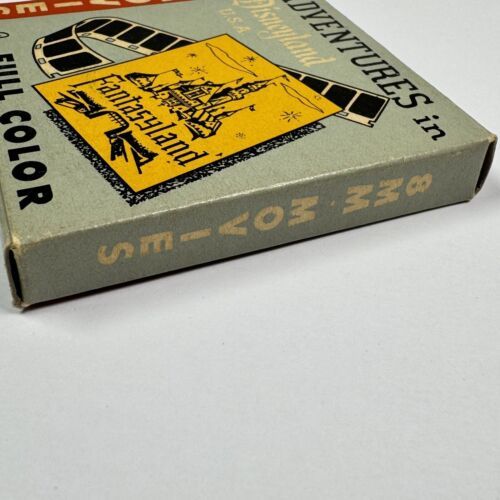 ADVENTURES in
Disneyland
U.S.A
Fantasyland
FULL COLOR
8MM. MOVIES